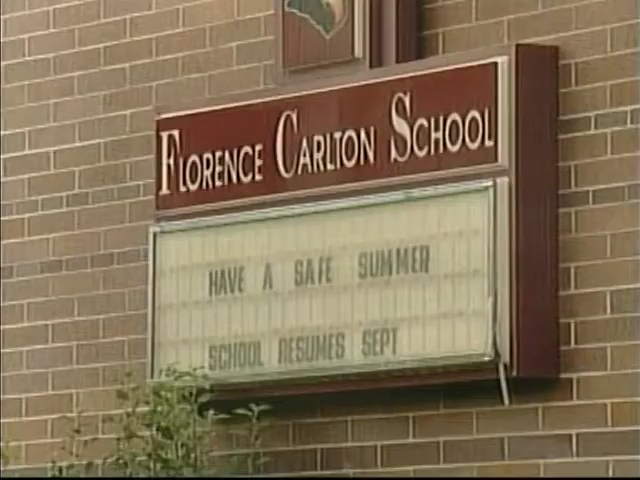 FLORENCE CARLTON SCHOOL
HAVE A SAFE SUMMER
SCHOOL RESUMES SEPT